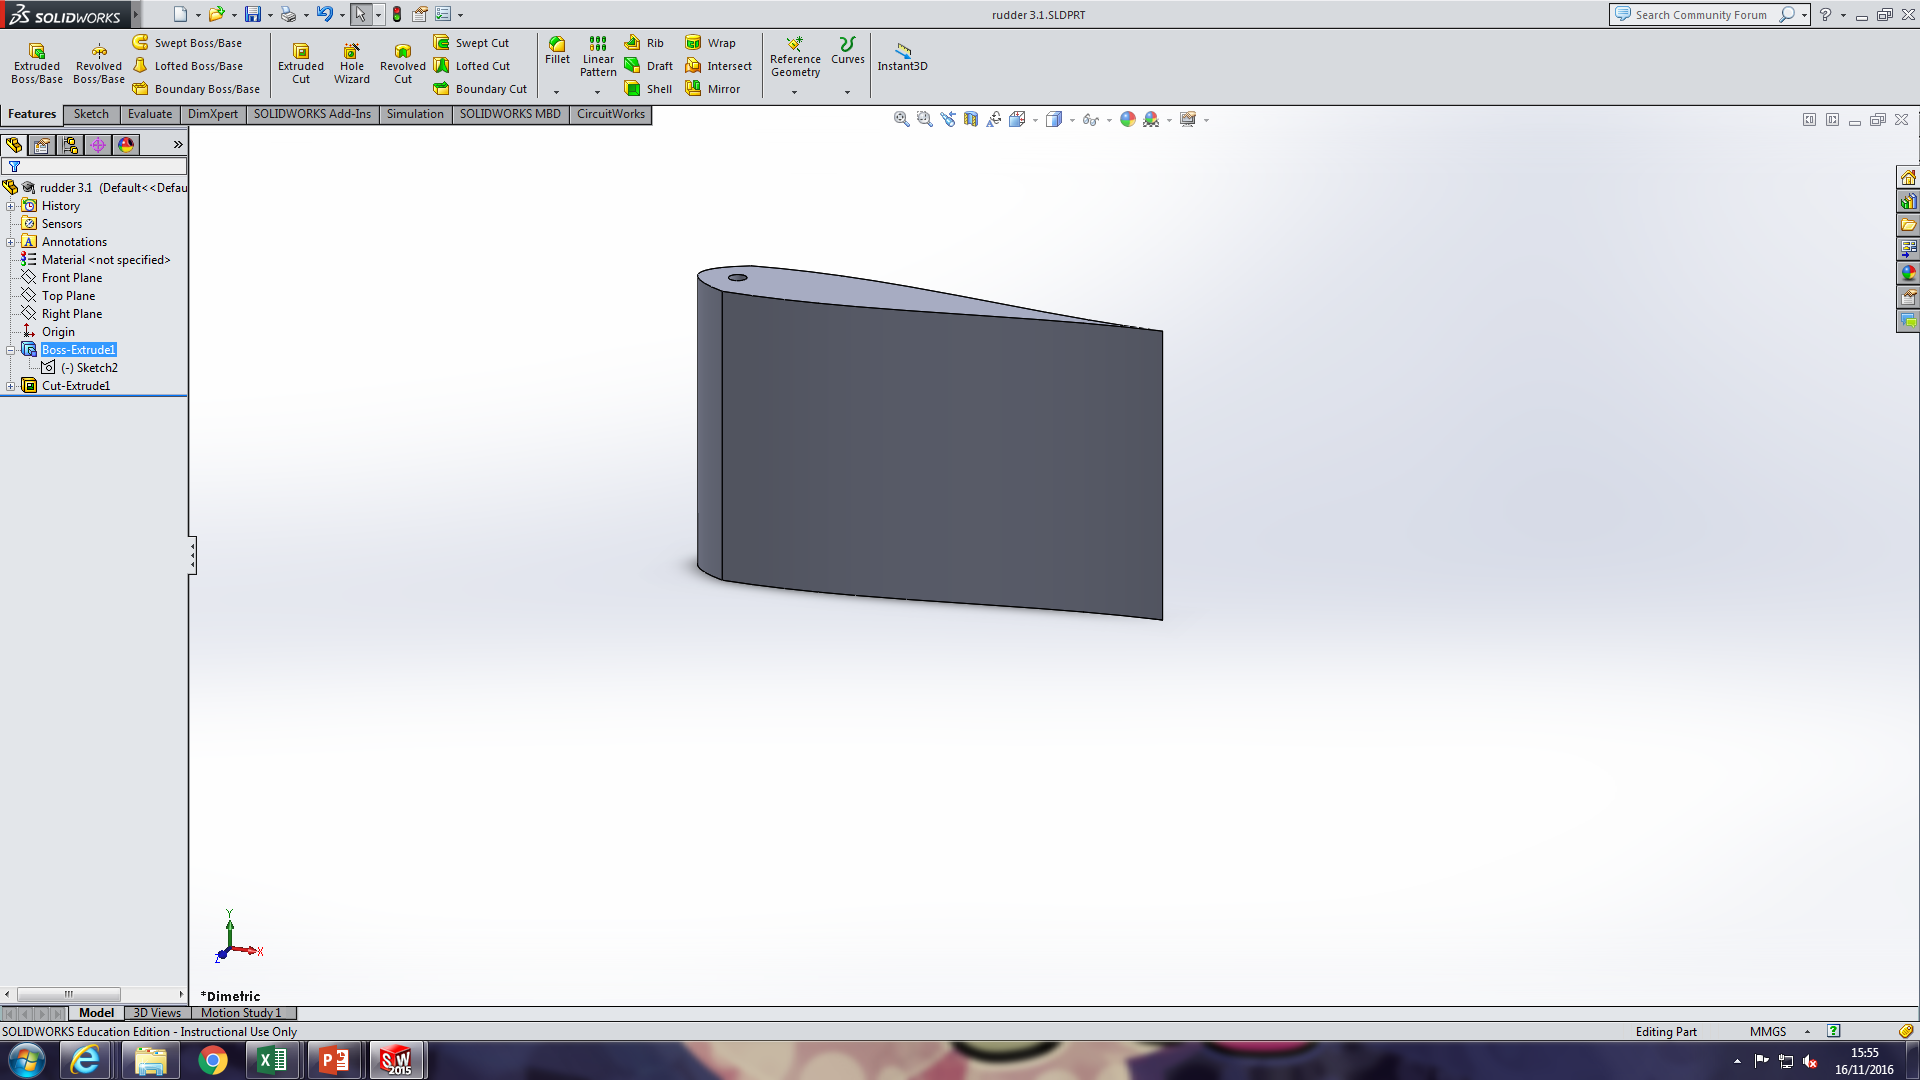 SOLIDWORKS
rudder 3.1.SLDPRT
Search Community Forum
Extruded Boss/Base
Revolved Boss/Base
Swept Boss/Base
Lofted Boss/Base
Boundary Boss/Base
Extruded Cut
Hole Wizard
Revolved Cut
Swept Cut
Lofted Cut
Boundary Cut
Fillet
Linear Pattern
Rib
Draft
Shell
Wrap
Intersect
Mirror
Reference Geometry
Curves
Instant3D
Features
Sketch
Evaluate
DimXpert
SOLIDWORKS Add-Ins
Simulation
SOLIDWORKS MBD
CircuitWorks
rudder 3.1 (Default<<Defau
History
Sensors
Annotations
Material <not specified>
Front Plane
Top Plane
Right Plane
Origin
Boss-Extrude1
(-) Sketch2
Cut-Extrude1
Y
X
Z
*Dimetric
Model
3D Views
Motion Study 1
SOLIDWORKS Education Edition - Instructional Use Only
Editing Part
MMGS
SW
2015
15:55
16/11/2016